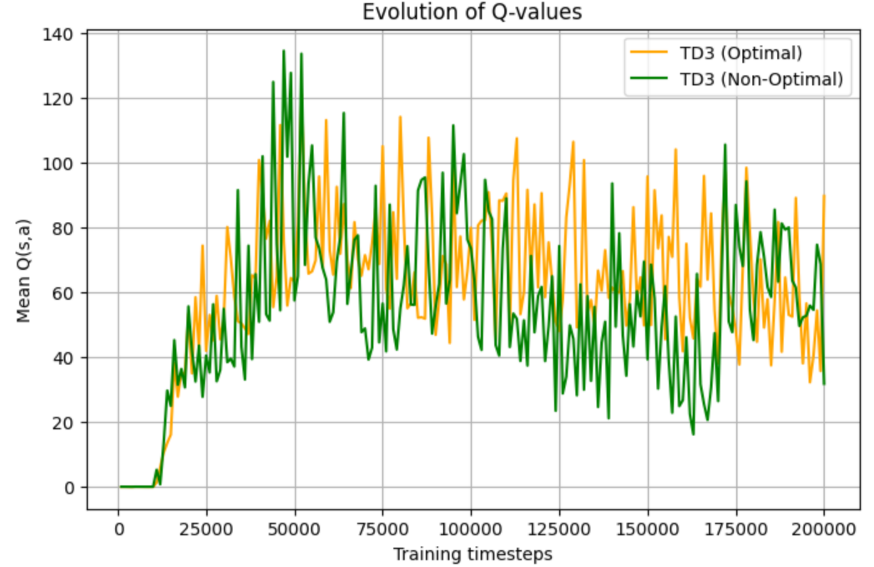 Evolution of Q-values
TD3 (Optimal)
TD3 (Non-Optimal)
Mean Q(s,a)
140
120
100
80
60
40
20
0
0 25000 50000 75000 100000 125000 150000 175000 200000
Training timesteps